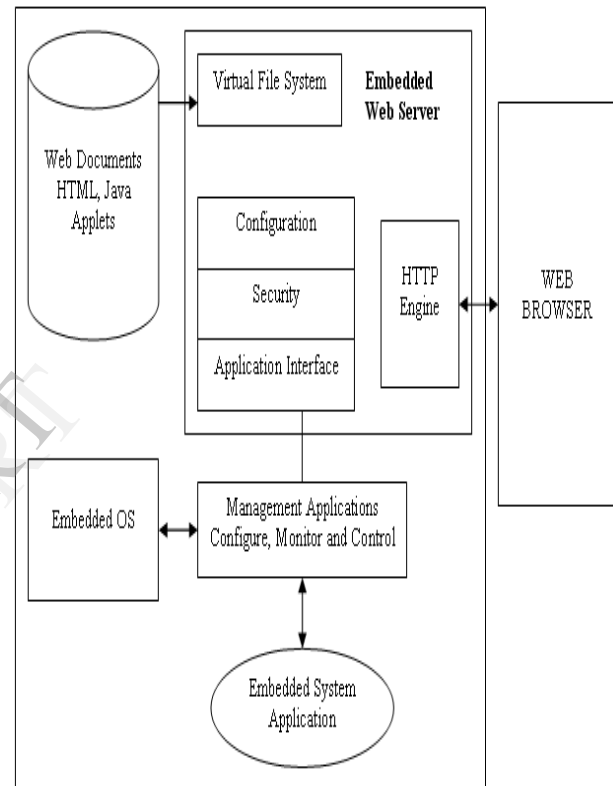 Virtual File System
Embedded
Web Server
Web Documents
HTML, Java
Applets
Configuration
Security
Application Interface
HTTP
Engine
WEB
BROWSER
Embedded OS
Management Applications
Configure, Monitor and Control
Embedded System
Application